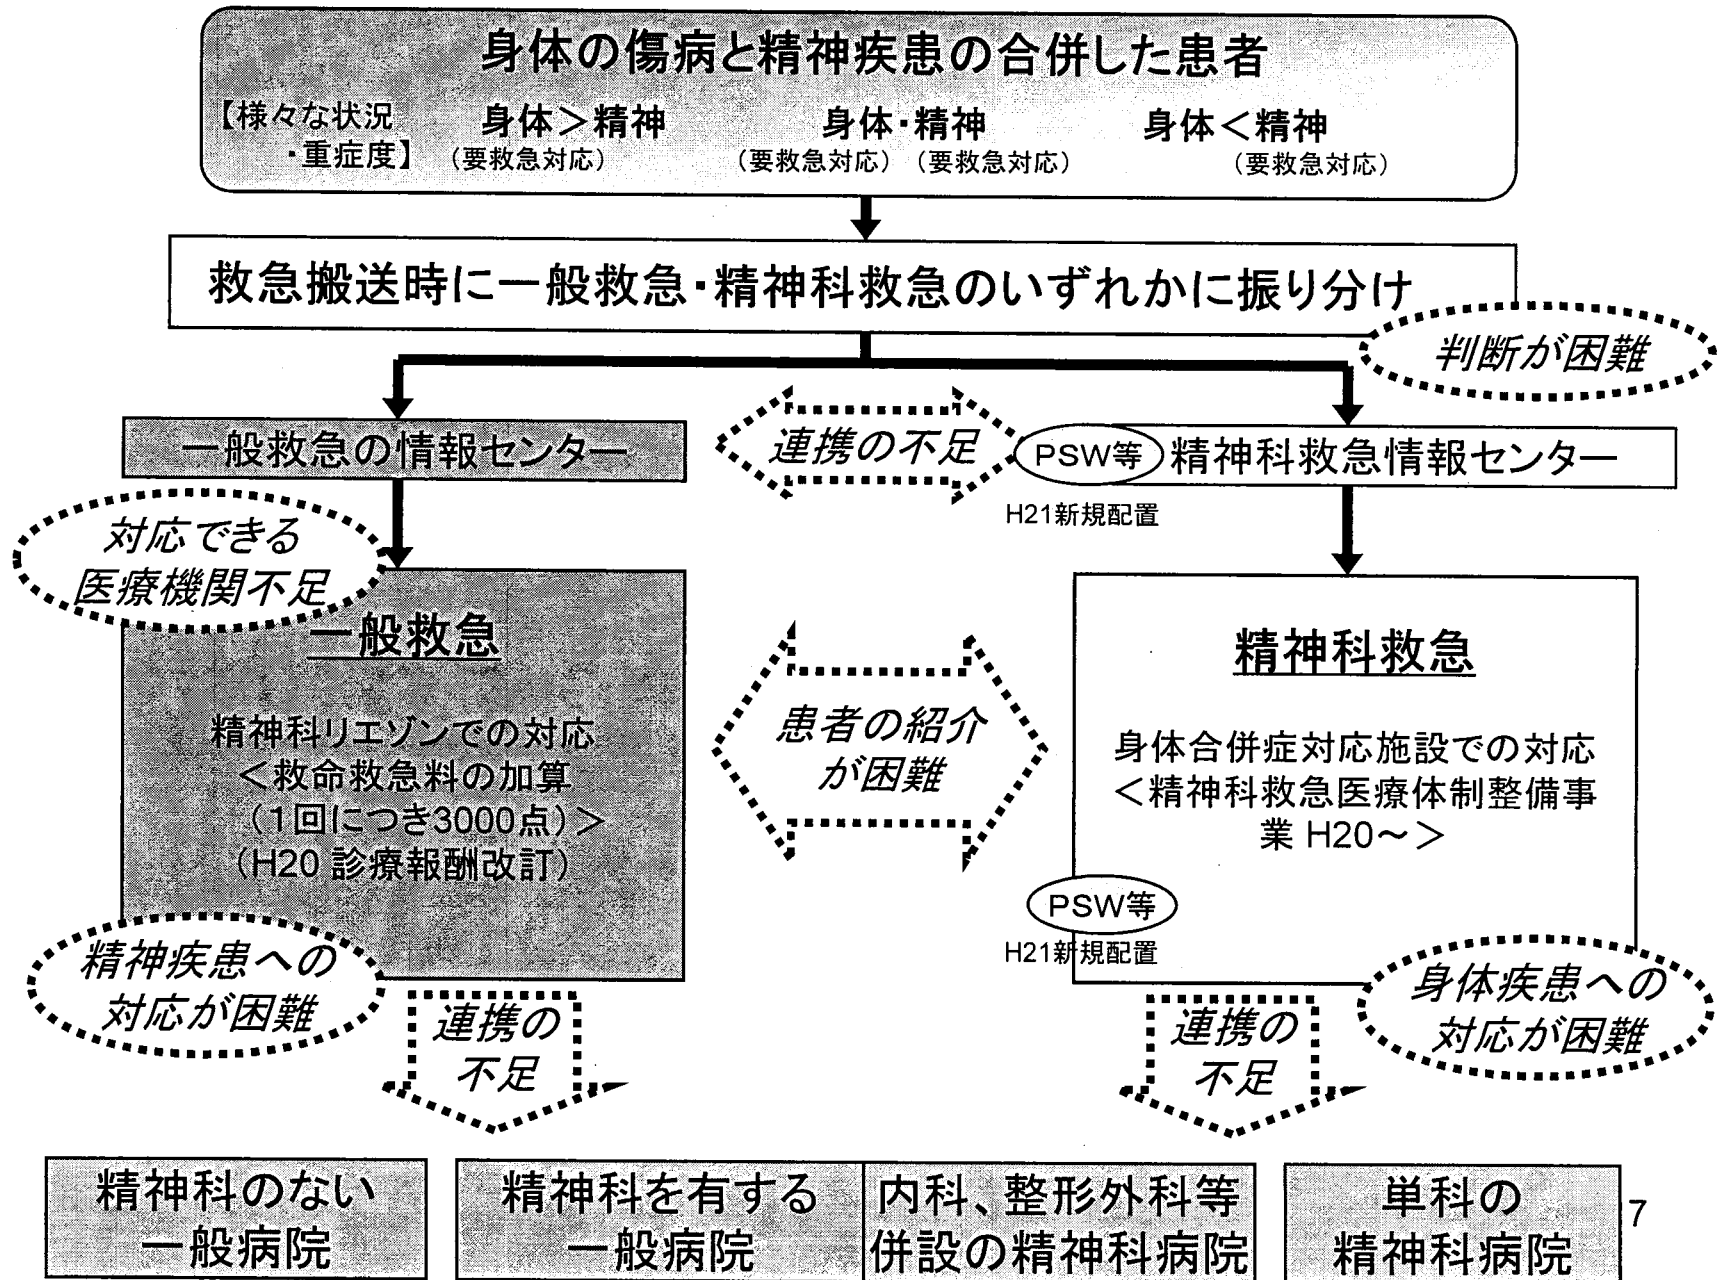 身体の傷病と精神疾患の合併した患者
【様々な状況
・重症度】
身体＞精神
（要救急対応）
身体・精神
（要救急対応）（要救急対応）
身体＜精神
（要救急対応）
救急搬送時に一般救急・精神科救急のいずれかに振り分け
判断が困難
一般救急の情報センター
連携の不足
PSW等
精神科救急情報センター
H21新規配置
対応できる
医療機関不足
一般救急
精神科リエゾンでの対応
＜救命救急料の加算
（1回につき3000点）＞
（H20 診療報酬改訂）
患者の紹介
が困難
精神科救急
身体合併症対応施設での対応
＜精神科救急医療体制整備事
業 H20～＞
PSW等
H21新規配置
精神疾患への
対応が困難
連携の
不足
連携の
不足
身体疾患への
対応が困難
精神科のない
一般病院
精神科を有する
一般病院
内科、整形外科等
併設の精神科病院
単科の
精神科病院
7